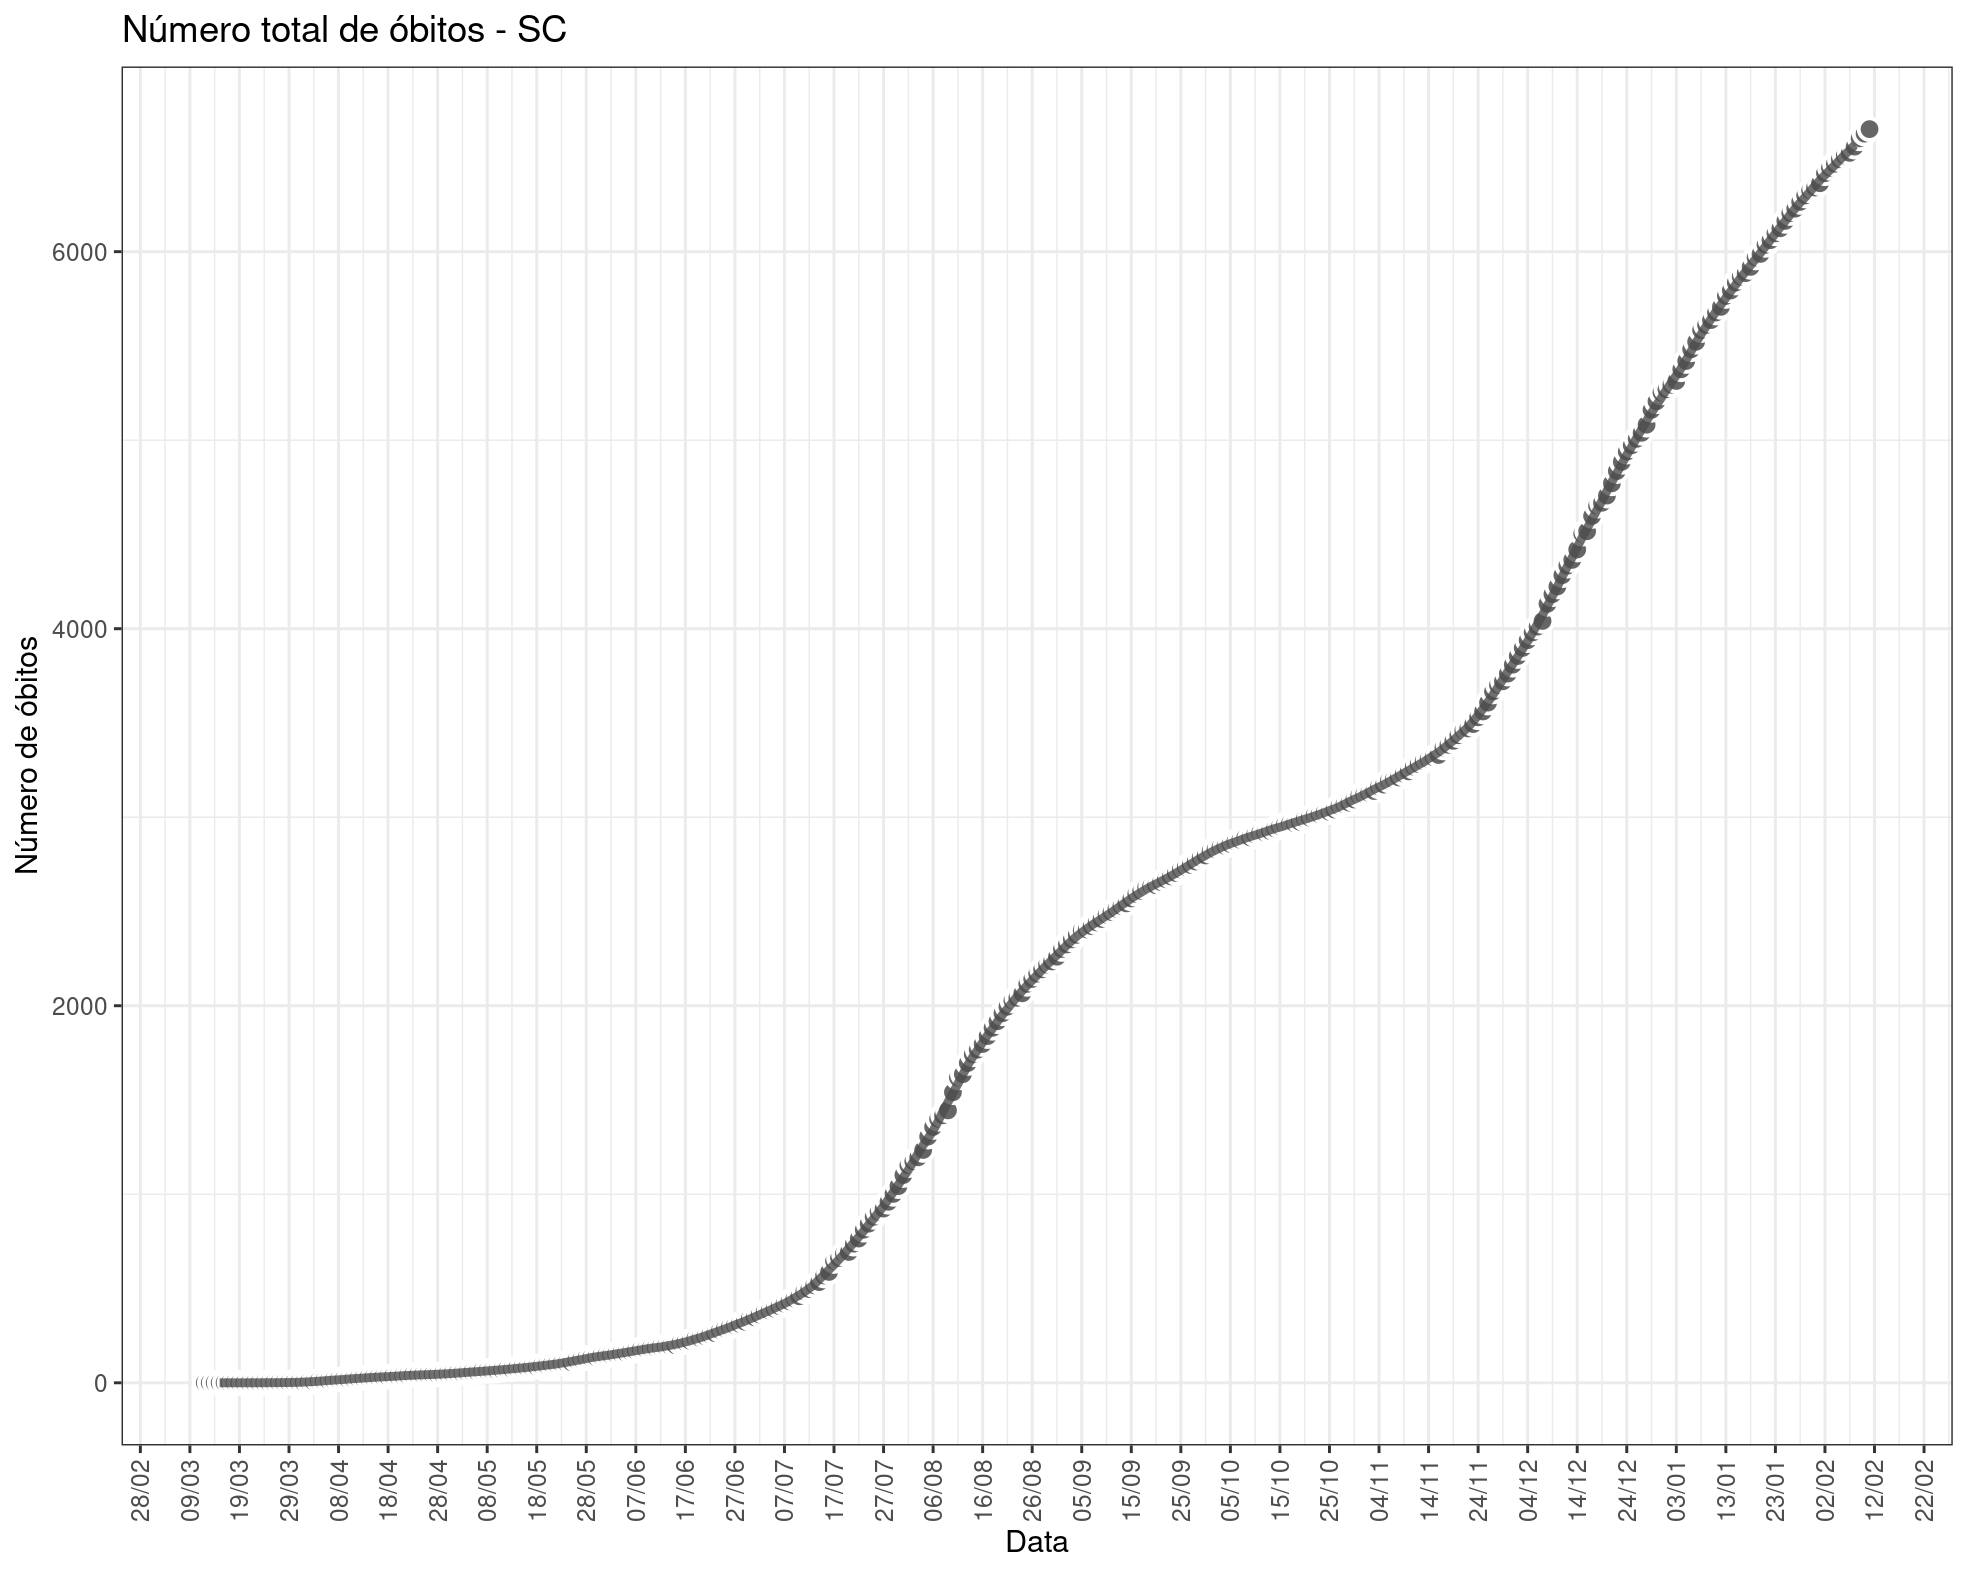 Número total de óbitos - SC
Número de óbitos
6000
4000
2000
0
28/02 09/03 19/03 29/03 08/04 18/04 28/04 08/05 18/05 28/05 07/06 17/06 27/06 07/07 17/07 27/07 06/08 16/08 26/08 05/09 15/09 25/09 05/10 15/10 25/10 04/11 14/11 24/11 04/12 14/12 24/12 03/01 13/01 23/01 02/02 12/02 22/02
Data